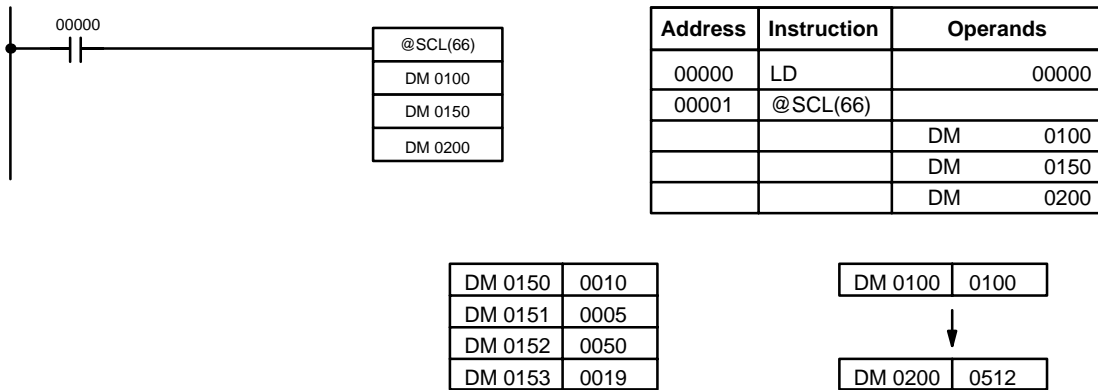 00000
@SCL(66)
DM 0100
DM 0150
DM 0200
Address Instruction Operands
00000 LD 00000
00001 @SCL(66)
DM 0100
DM 0150
DM 0200
DM 0150 0010
DM 0151 0005
DM 0152 0050
DM 0153 0019
DM 0100 0100
DM 0200 0512